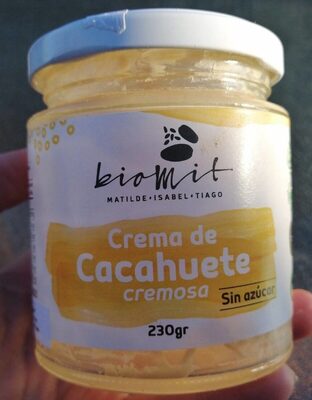 biomit
MATILDE•ISABEL•TIAGO
Crema de
Cacahuete
cremosa
Sin azúcar
230gr